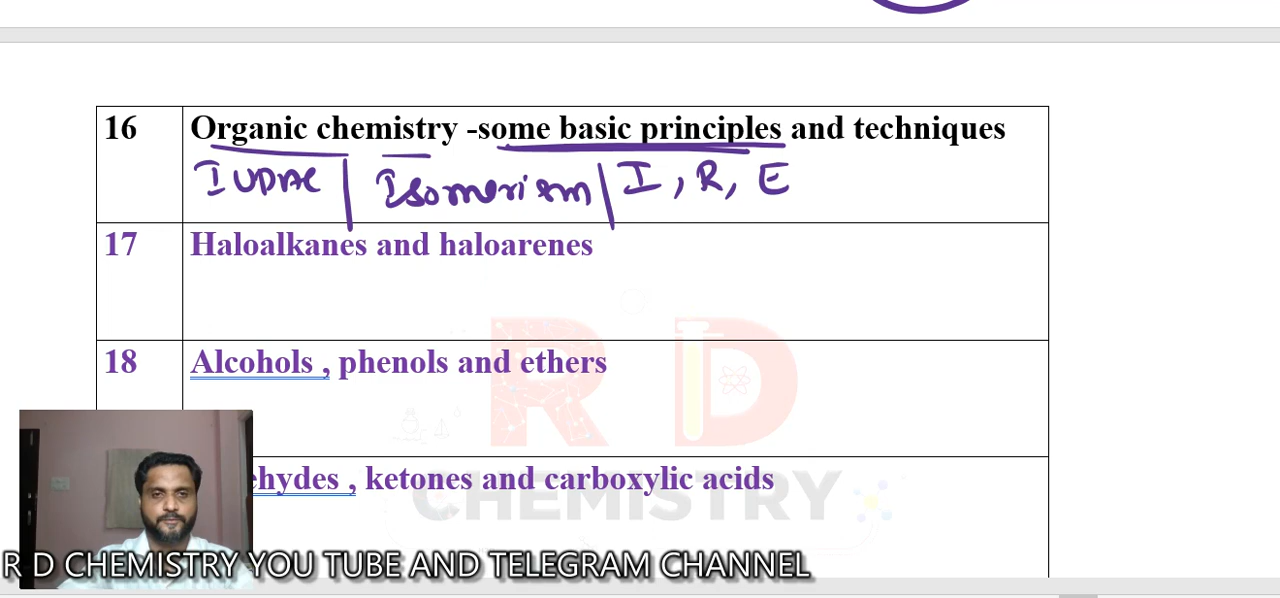 16 Organic chemistry -some basic principles and techniques
IUPAC | Isomerism | I, R, E
17 Haloalkanes and haloarenes
18 Alcohols , phenols and ethers
ehydes , ketones and carboxylic acids
R D
CHEMISTRY
R D CHEMISTRY YOU TUBE AND TELEGRAM CHANNEL